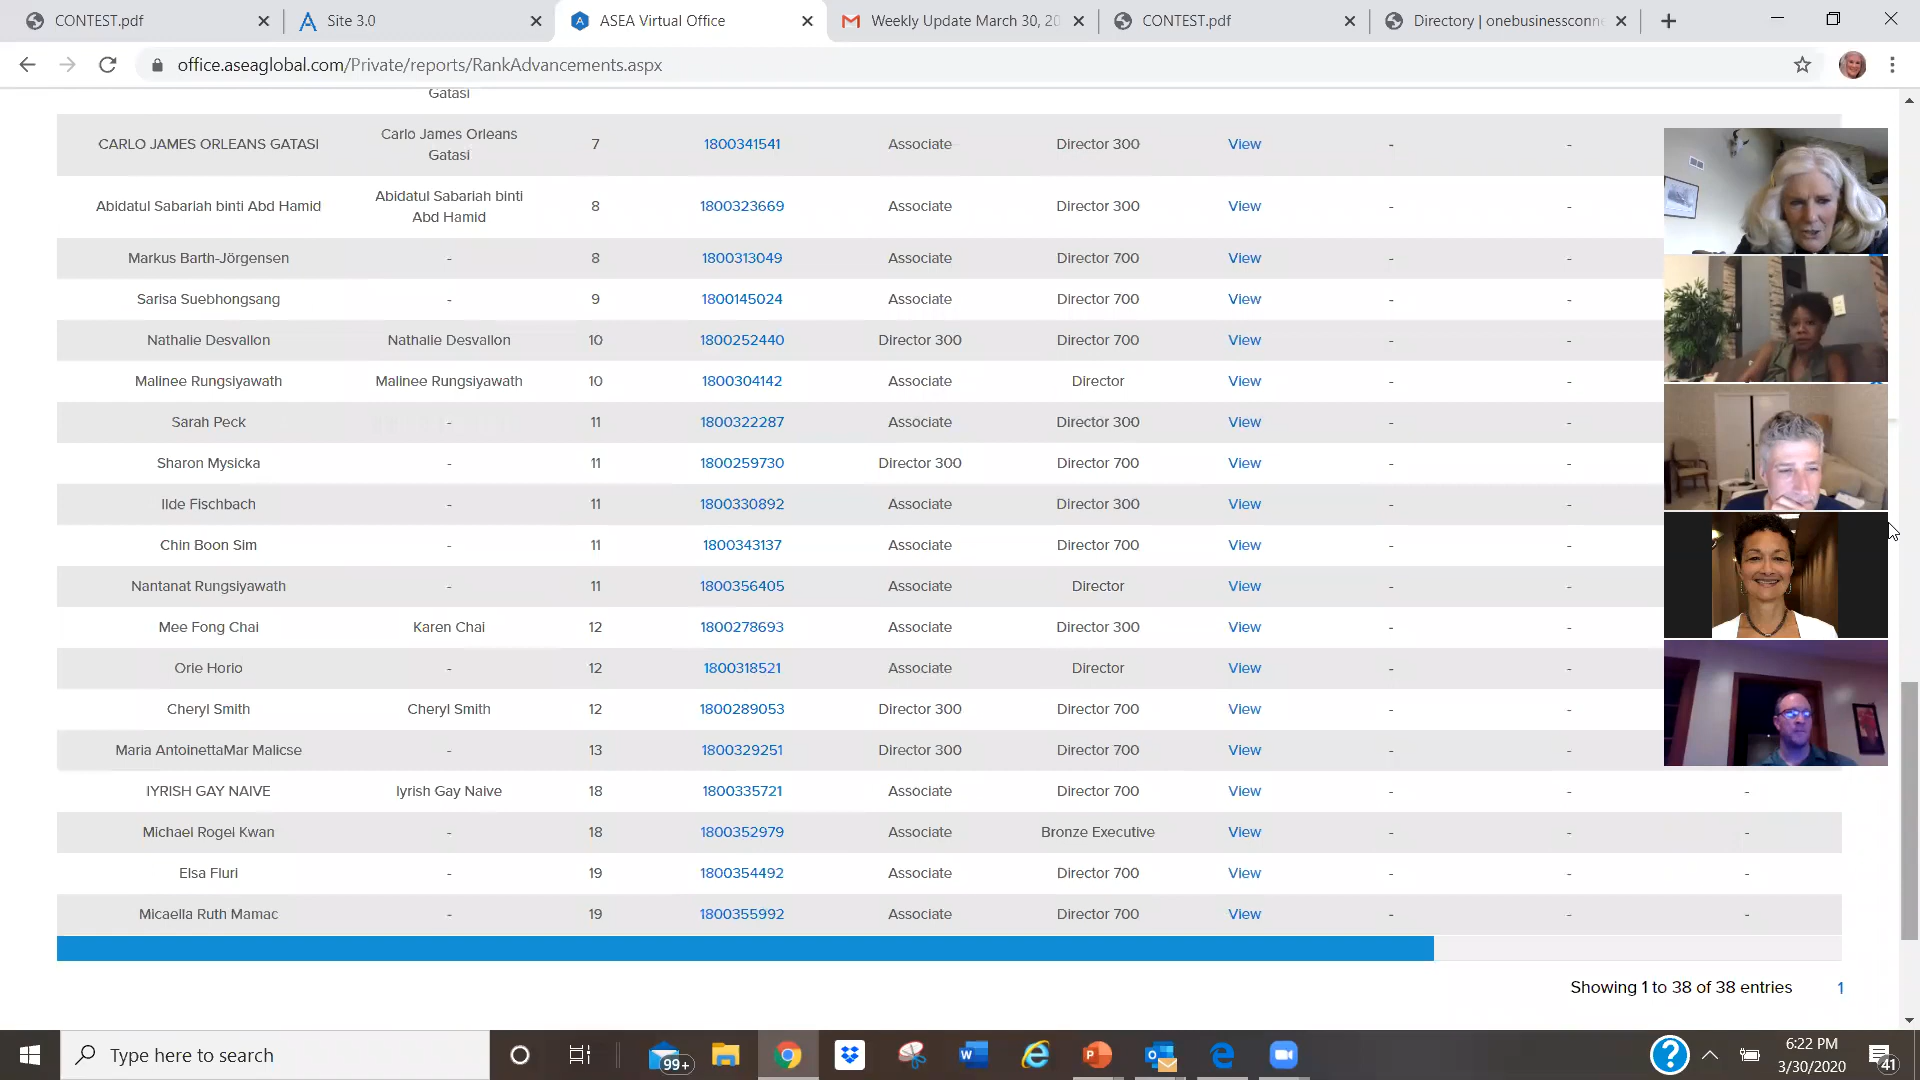 CONTEST.pdf
Site 3.0
ASEA Virtual Office
Weekly Update March 30, 20
CONTEST.pdf
Directory | onebusinessconne
office.aseaglobal.com/Private/reports/RankAdvancements.aspx
Gatasi
CARLO JAMES ORLEANS GATASI Carlo James Orleans Gatasi 7 1800341541 Associate Director 300 View - -
Abidatul Sabariah binti Abd Hamid Abidatul Sabariah binti Abd Hamid 8 1800323669 Associate Director 300 View - -
Markus Barth-Jörgensen - 8 1800313049 Associate Director 700 View - -
Sarisa Suebhongsang - 9 1800145024 Associate Director 700 View - -
Nathalie Desvallon Nathalie Desvallon 10 1800252440 Director 300 Director 700 View - -
Malinee Rungsiyawath Malinee Rungsiyawath 10 1800304142 Associate Director View - -
Sarah Peck - 11 1800322287 Associate Director 300 View - -
Sharon Mysicka - 11 1800259730 Director 300 Director 700 View - -
Ilde Fischbach - 11 1800330892 Associate Director 300 View - -
Chin Boon Sim - 11 1800343137 Associate Director 700 View - -
Nantanat Rungsiyawath - 11 1800356405 Associate Director View - -
Mee Fong Chai Karen Chai 12 1800278693 Associate Director 300 View - -
Orie Horio - 12 1800318521 Associate Director View - -
Cheryl Smith Cheryl Smith 12 1800289053 Director 300 Director 700 View - -
Maria AntoinettaMar Malicse - 13 1800329251 Director 300 Director 700 View - -
IYRISH GAY NAIVE Iyrish Gay Naive 18 1800335721 Associate Director 700 View - - -
Michael Rogei Kwan - 18 1800352979 Associate Bronze Executive View - - -
Elsa Fluri - 19 1800354492 Associate Director 700 View - - -
Micaella Ruth Mamac - 19 1800355992 Associate Director 700 View - - -
Showing 1 to 38 of 38 entries 1
Type here to search
99+
6:22 PM
3/30/2020
41